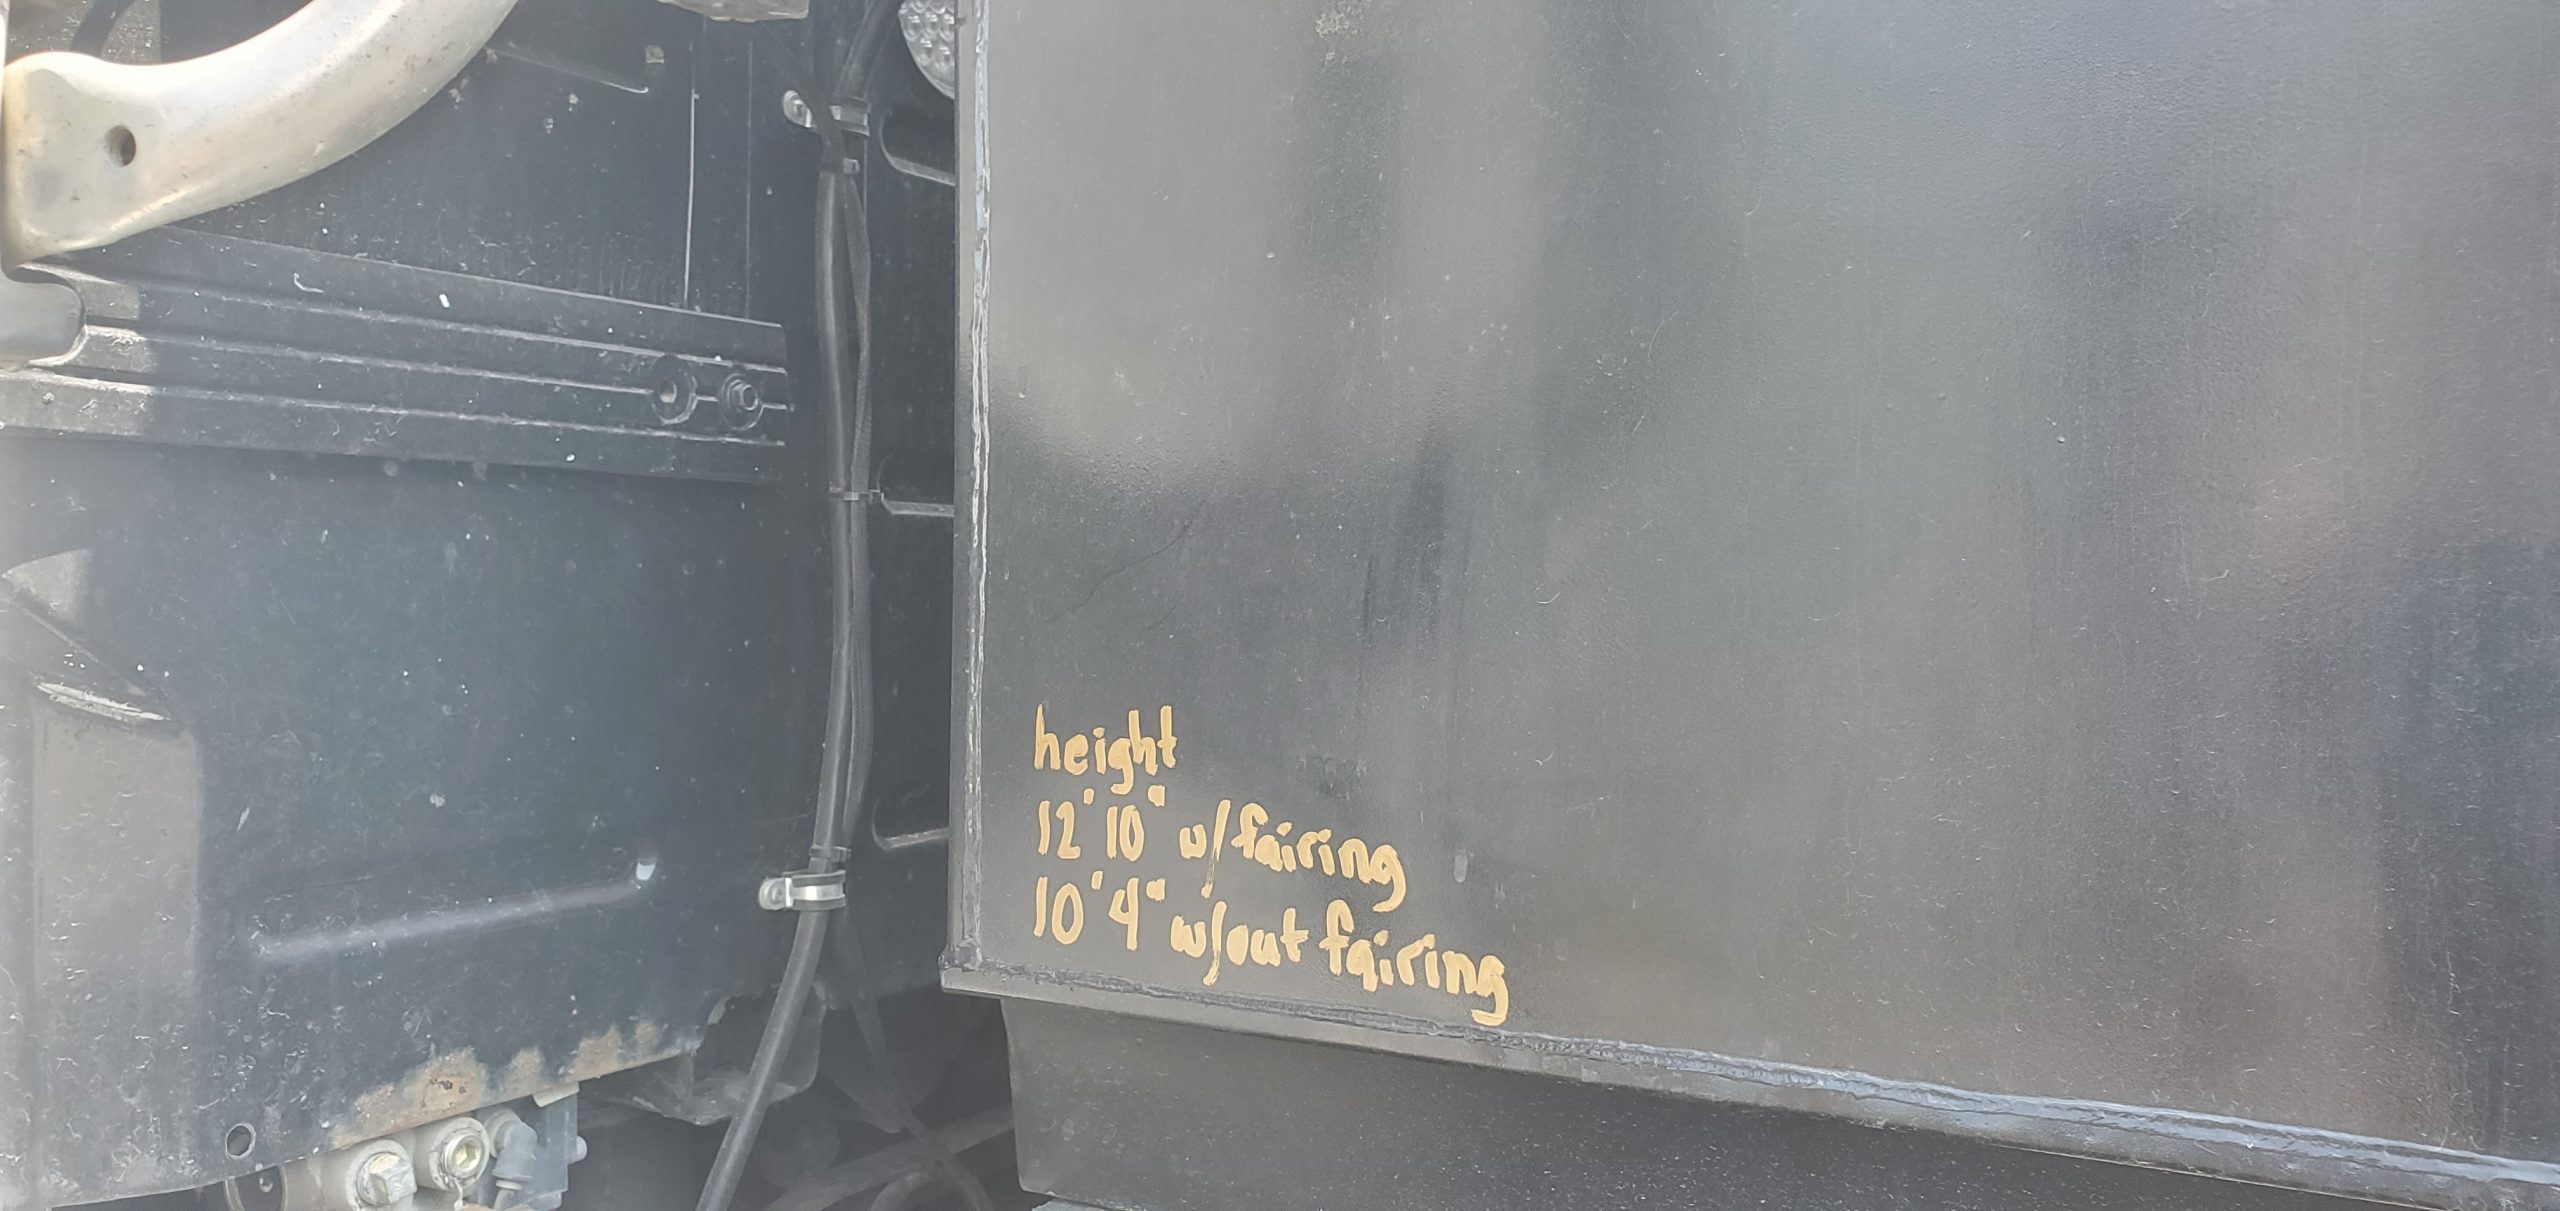 height
12'10" w/fairing
10'4" w/out fairing